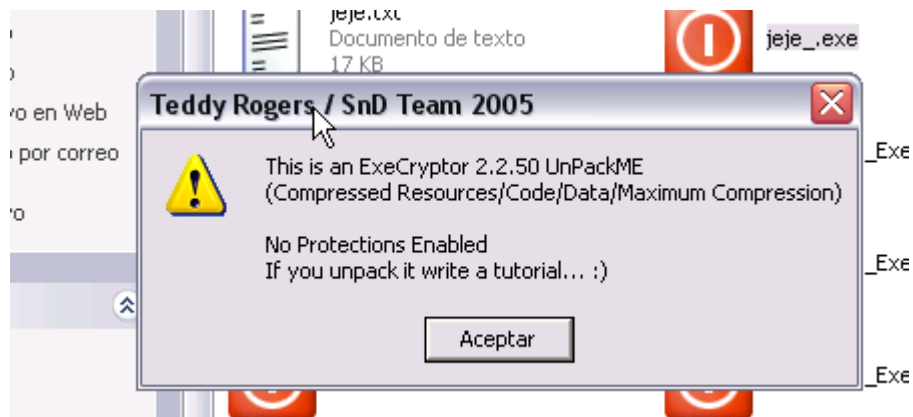 jeje.txt
Documento de texto
17 KB
jeje_.exe
o en Web
por correo
Teddy Rogers / SnD Team 2005
This is an ExeCryptor 2.2.50 UnPackME
(Compressed Resources/Code/Data/Maximum Compression)
No Protections Enabled
If you unpack it write a tutorial... :)
Aceptar
_Exe
_Exe
_Exe